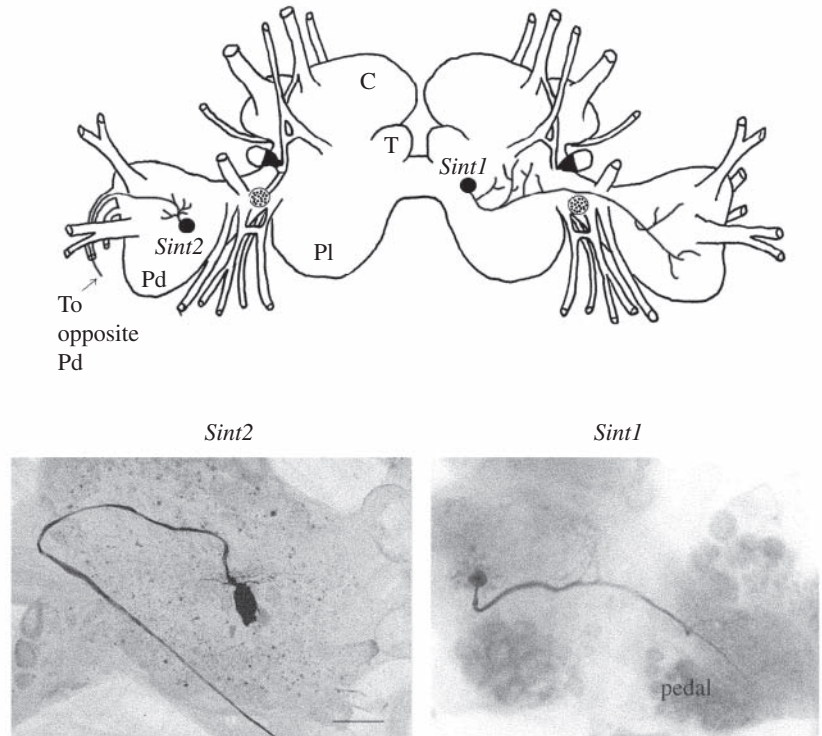 C
T
Sint1
Sint2
Pl
Pd
To
opposite
Pd
Sint2
Sint1
pedal